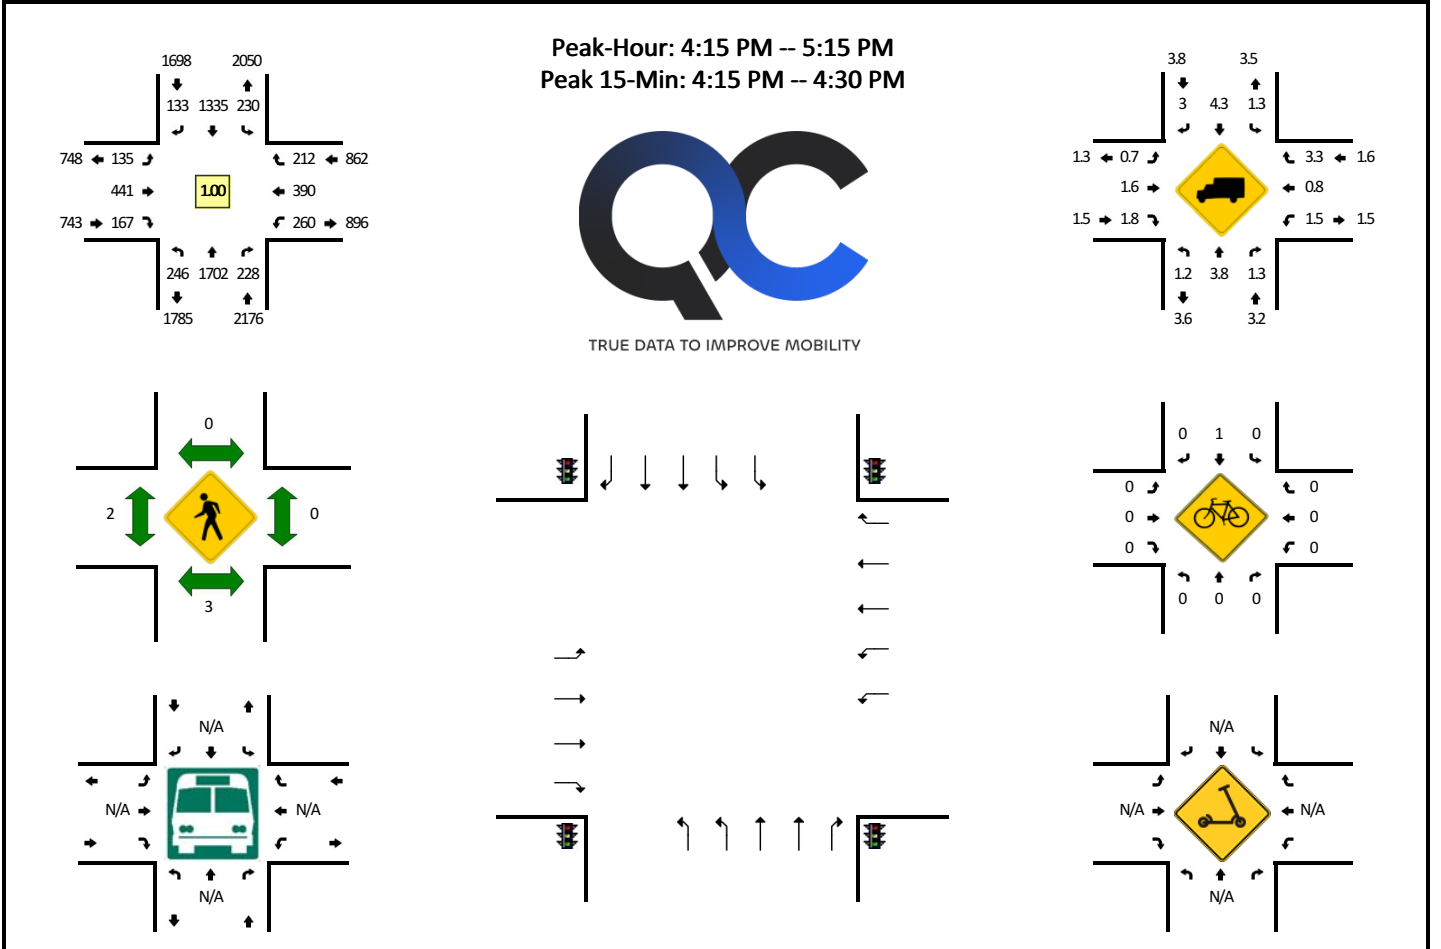 Peak-Hour: 4:15 PM -- 5:15 PM
Peak 15-Min: 4:15 PM -- 4:30 PM
1698 2050
133 1335 230
748 135 212 862
441 1.00 390
743 167 260 896
246 1702 228
1785 2176
QC
TRUE DATA TO IMPROVE MOBILITY
3.8 3.5
3 4.3 1.3
1.3 0.7 3.3 1.6
1.6 0.8
1.5 1.8 1.5 1.5
1.2 3.8 1.3
3.6 3.2
0
2 0
3
0 1 0
0 0
0 0
0 0
0 0 0
N/A
N/A N/A
N/A
N/A
N/A N/A
N/A